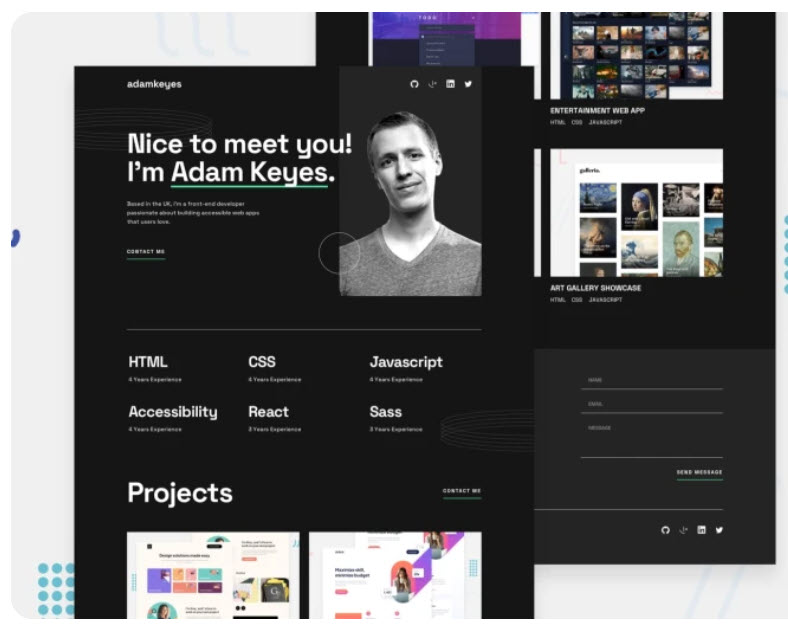 adamkeyes
Nice to meet you!
I'm Adam Keyes.
Based in the UK, I'm a front-end developer
passionate about building accessible web apps
that users love.
CONTACT ME
HTML
4 Years Experience
CSS
4 Years Experience
Javascript
4 Years Experience
Accessibility
4 Years Experience
React
3 Years Experience
Sass
3 Years Experience
Projects
CONTACT ME
Design solutions made easy
Maximize skill,
minimize budget
TODO
ENTERTAINMENT WEB APP
HTML CSS JAVASCRIPT
galleria.
ART GALLERY SHOWCASE
HTML CSS JAVASCRIPT
NAME
EMAIL
MESSAGE
SEND MESSAGE